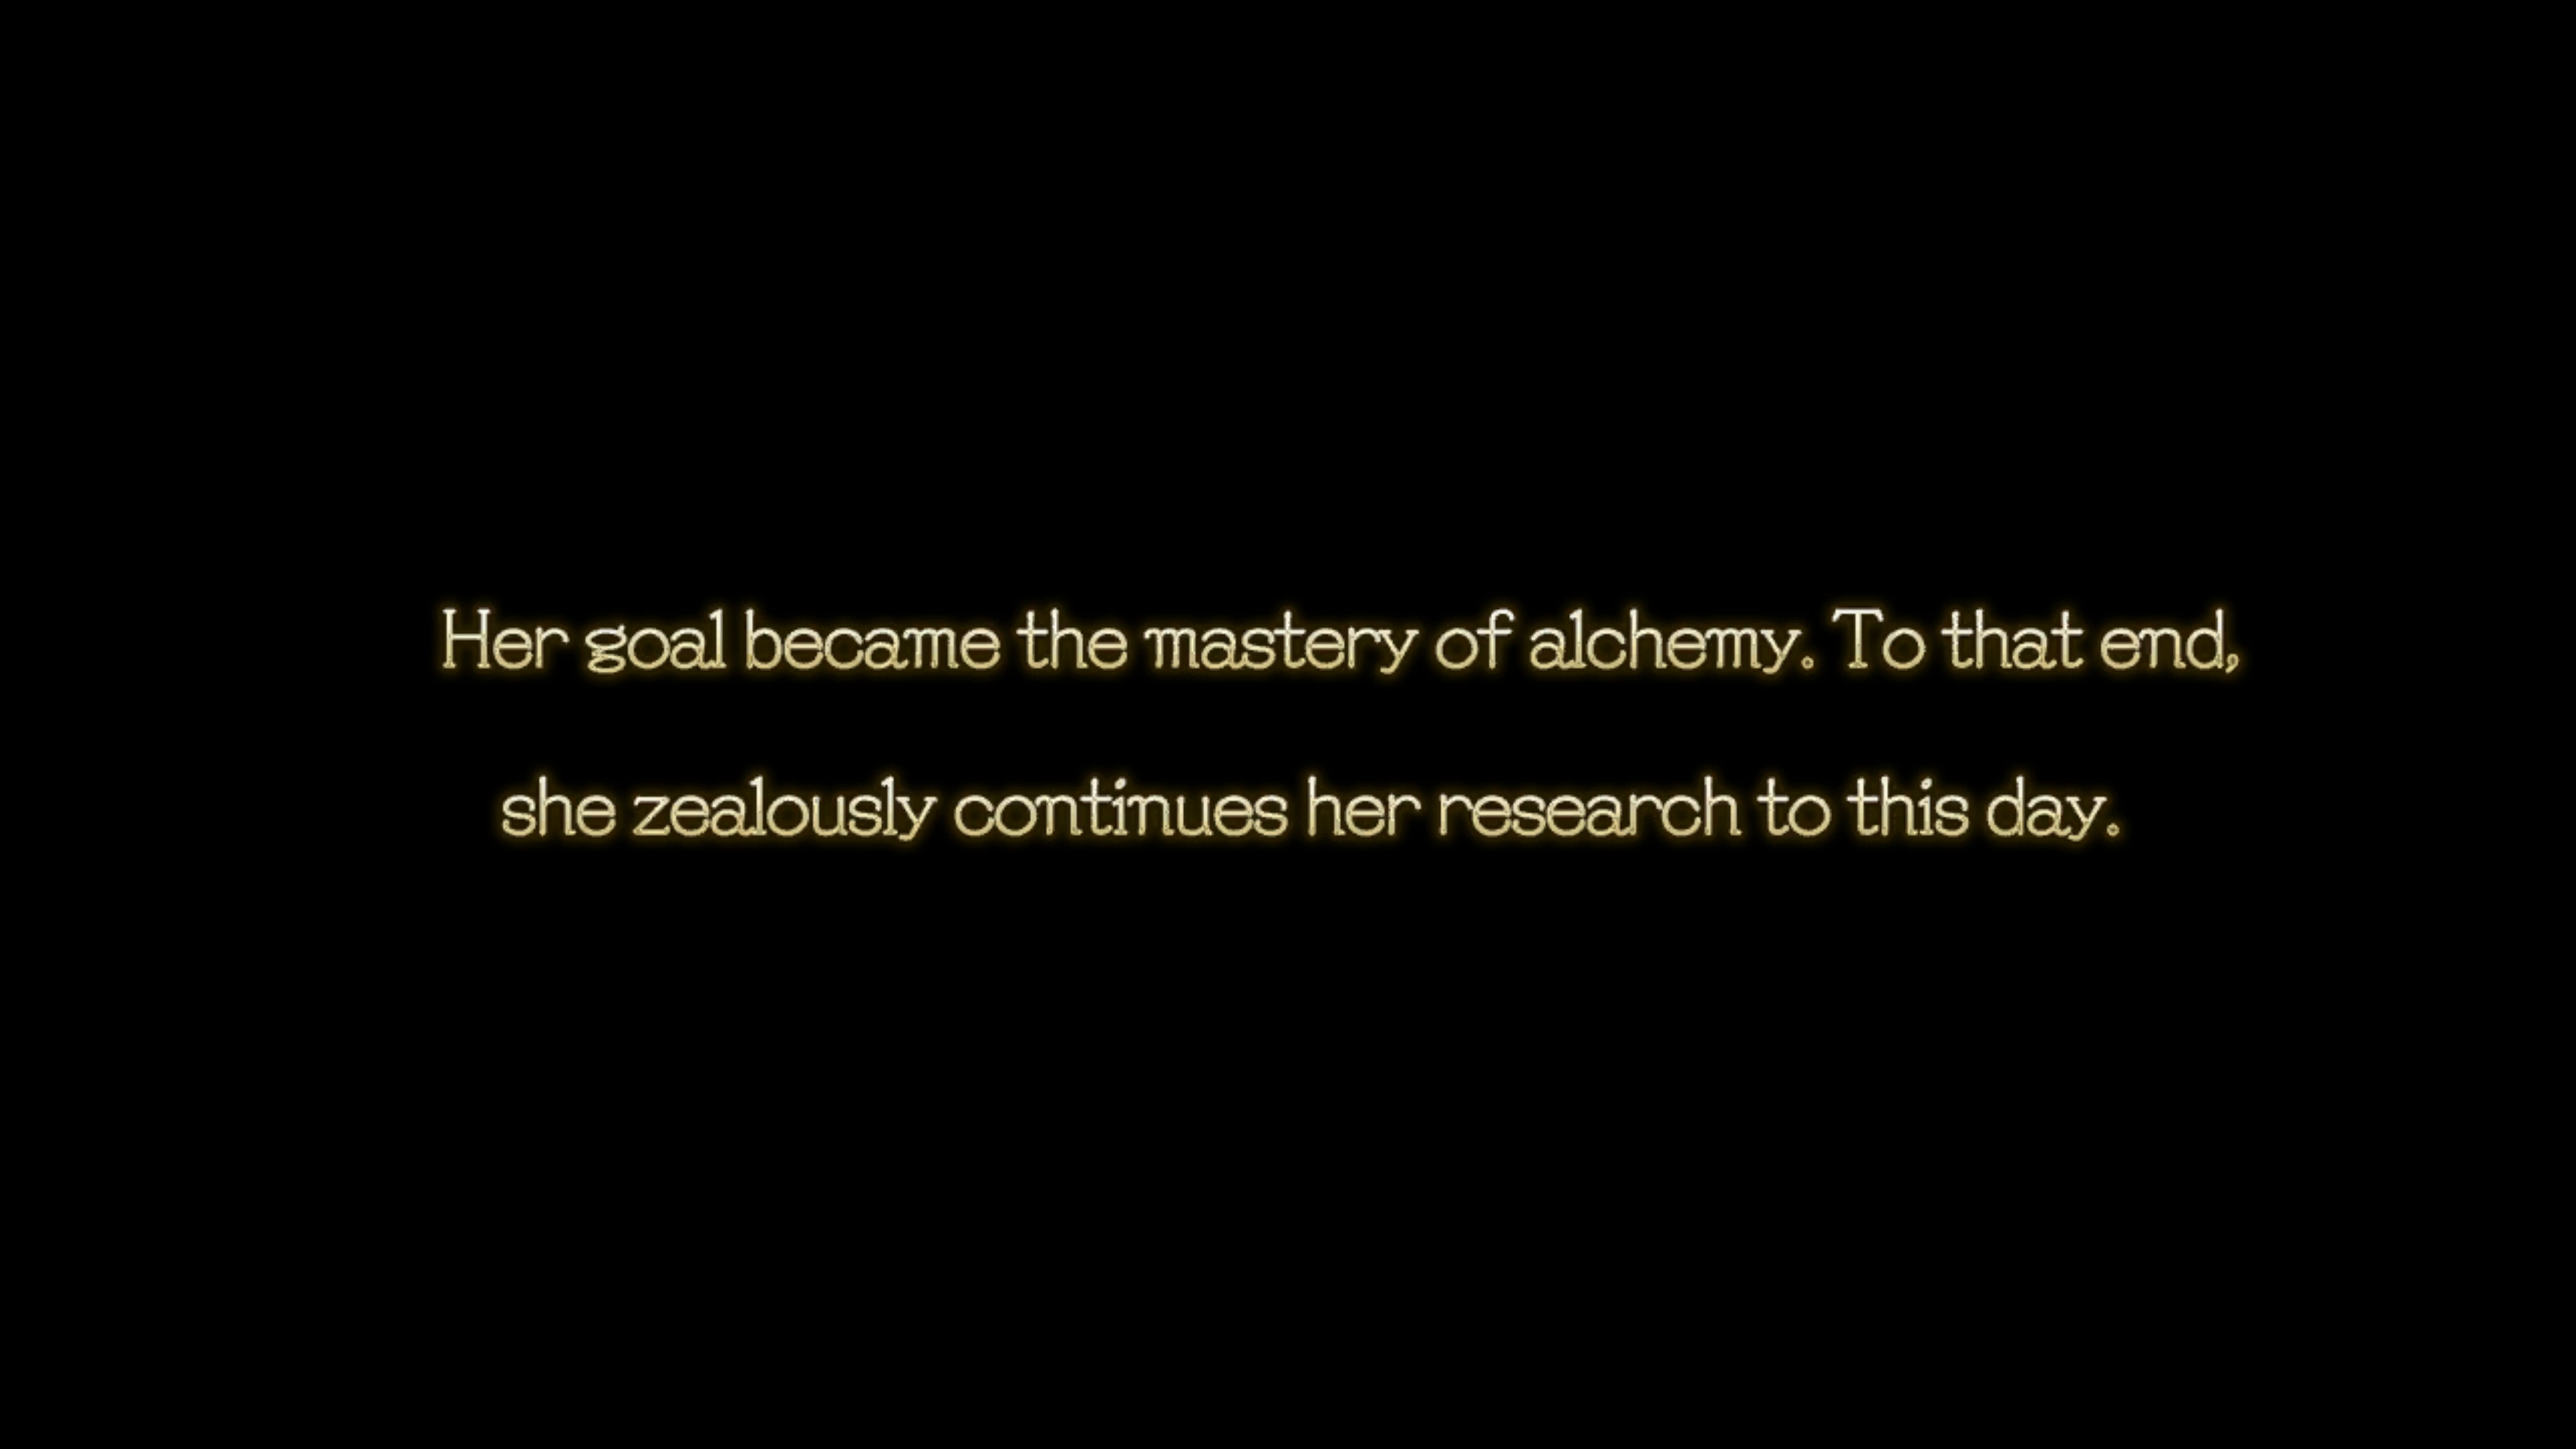 Her goal became the mastery of alchemy. To that end,
she zealously continues her research to this day.